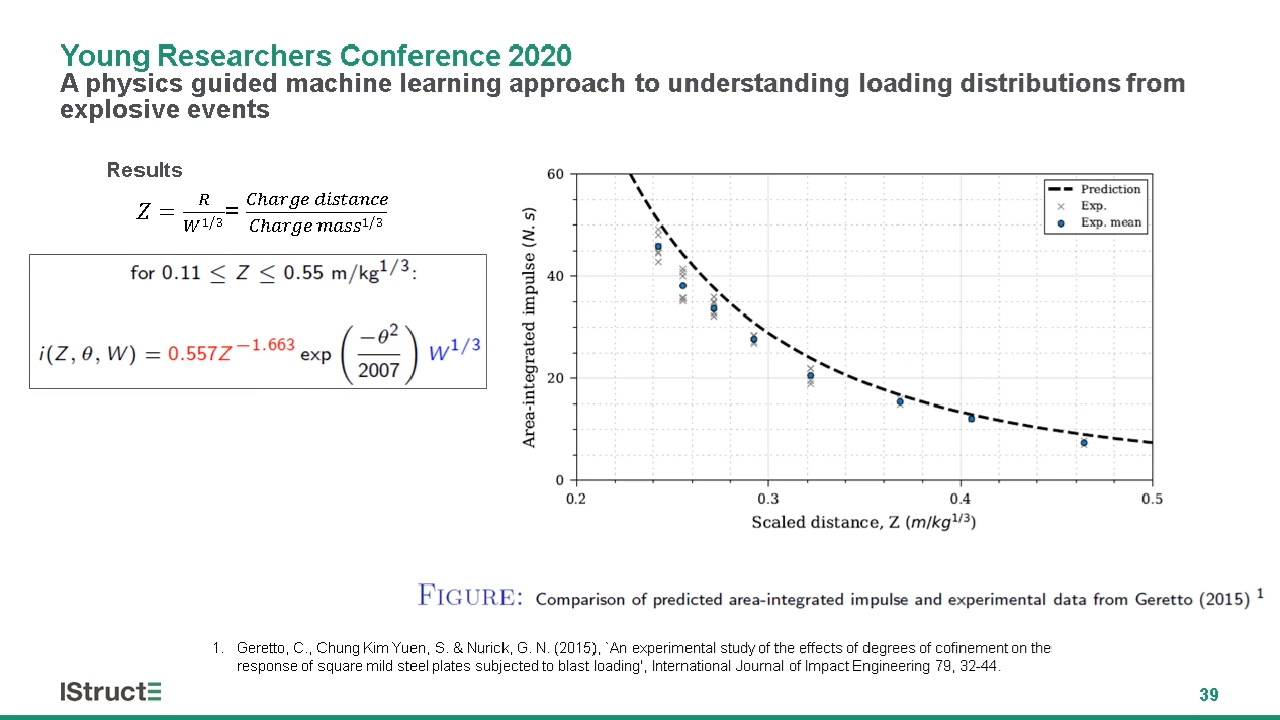 Young Researchers Conference 2020
A physics guided machine learning approach to understanding loading distributions from
explosive events
Results
Z = R / W^{1/3} = Charge distance / Charge mass^{1/3}
for 0.11 ≤ Z ≤ 0.55 m/kg^{1/3}:
i(Z, θ, W) = 0.557Z^{−1.663} exp (−θ^2 / 2007) W^{1/3}
60
40
20
0
Area-integrated impulse (N. s)
Prediction
Exp.
Exp. mean
0.2 0.3 0.4 0.5
Scaled distance, Z (m/kg^{1/3})
FIGURE: Comparison of predicted area-integrated impulse and experimental data from Geretto (2015) 1
1. Geretto, C., Chung Kim Yuen, S. & Nurick, G. N. (2015), `An experimental study of the effects of degrees of cofinement on the
response of square mild steel plates subjected to blast loading', International Journal of Impact Engineering 79, 32-44.
IStructE
39